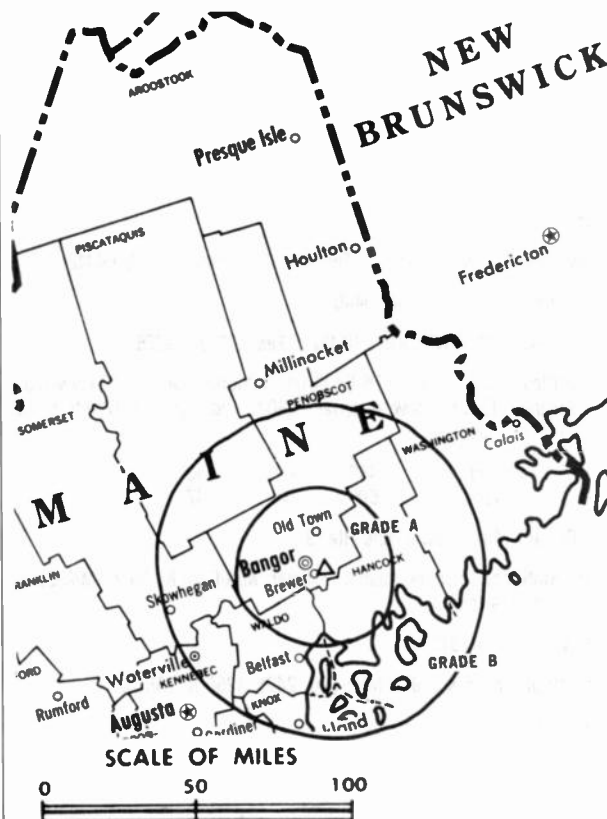 NEW
BRUNSWICK
AROOSTOOK
Presque Isle
PISCATAQUIS
Houlton
Fredericton
Millinocket
PENOBSCOT
SOMERSET
WASHINGTON
Calais
MAINE
Old Town
GRADE A
Bangor
Brewer
HANCOCK
Skowhegan
WALDO
Belfast
GRADE B
Waterville
KENNEBEC
Rumford
KNOX
Augusta
SCALE OF MILES
0 50 100